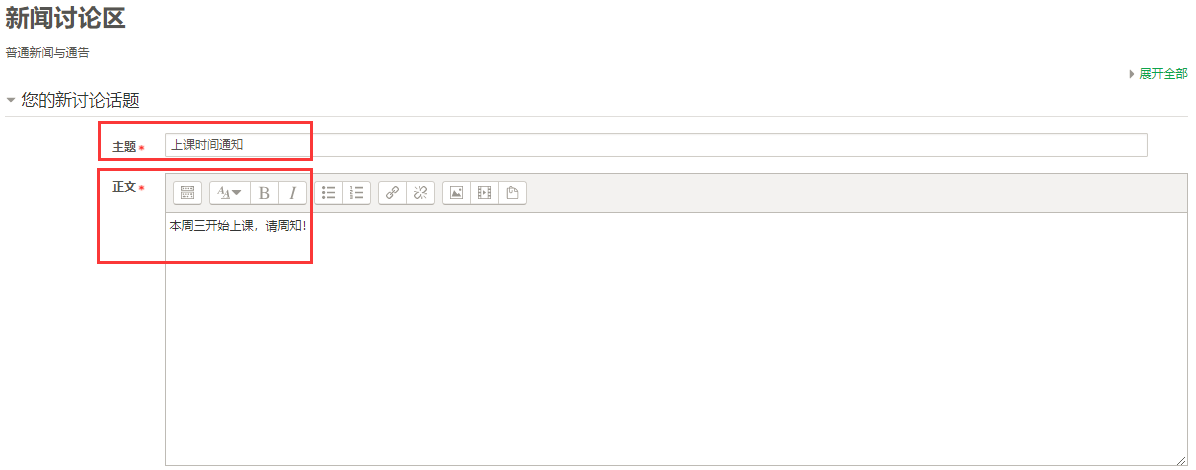 新闻讨论区
普通新闻与通告
展开全部
您的新讨论话题
主题*
上课时间通知
正文*
B I
本周三开始上课，请周知！